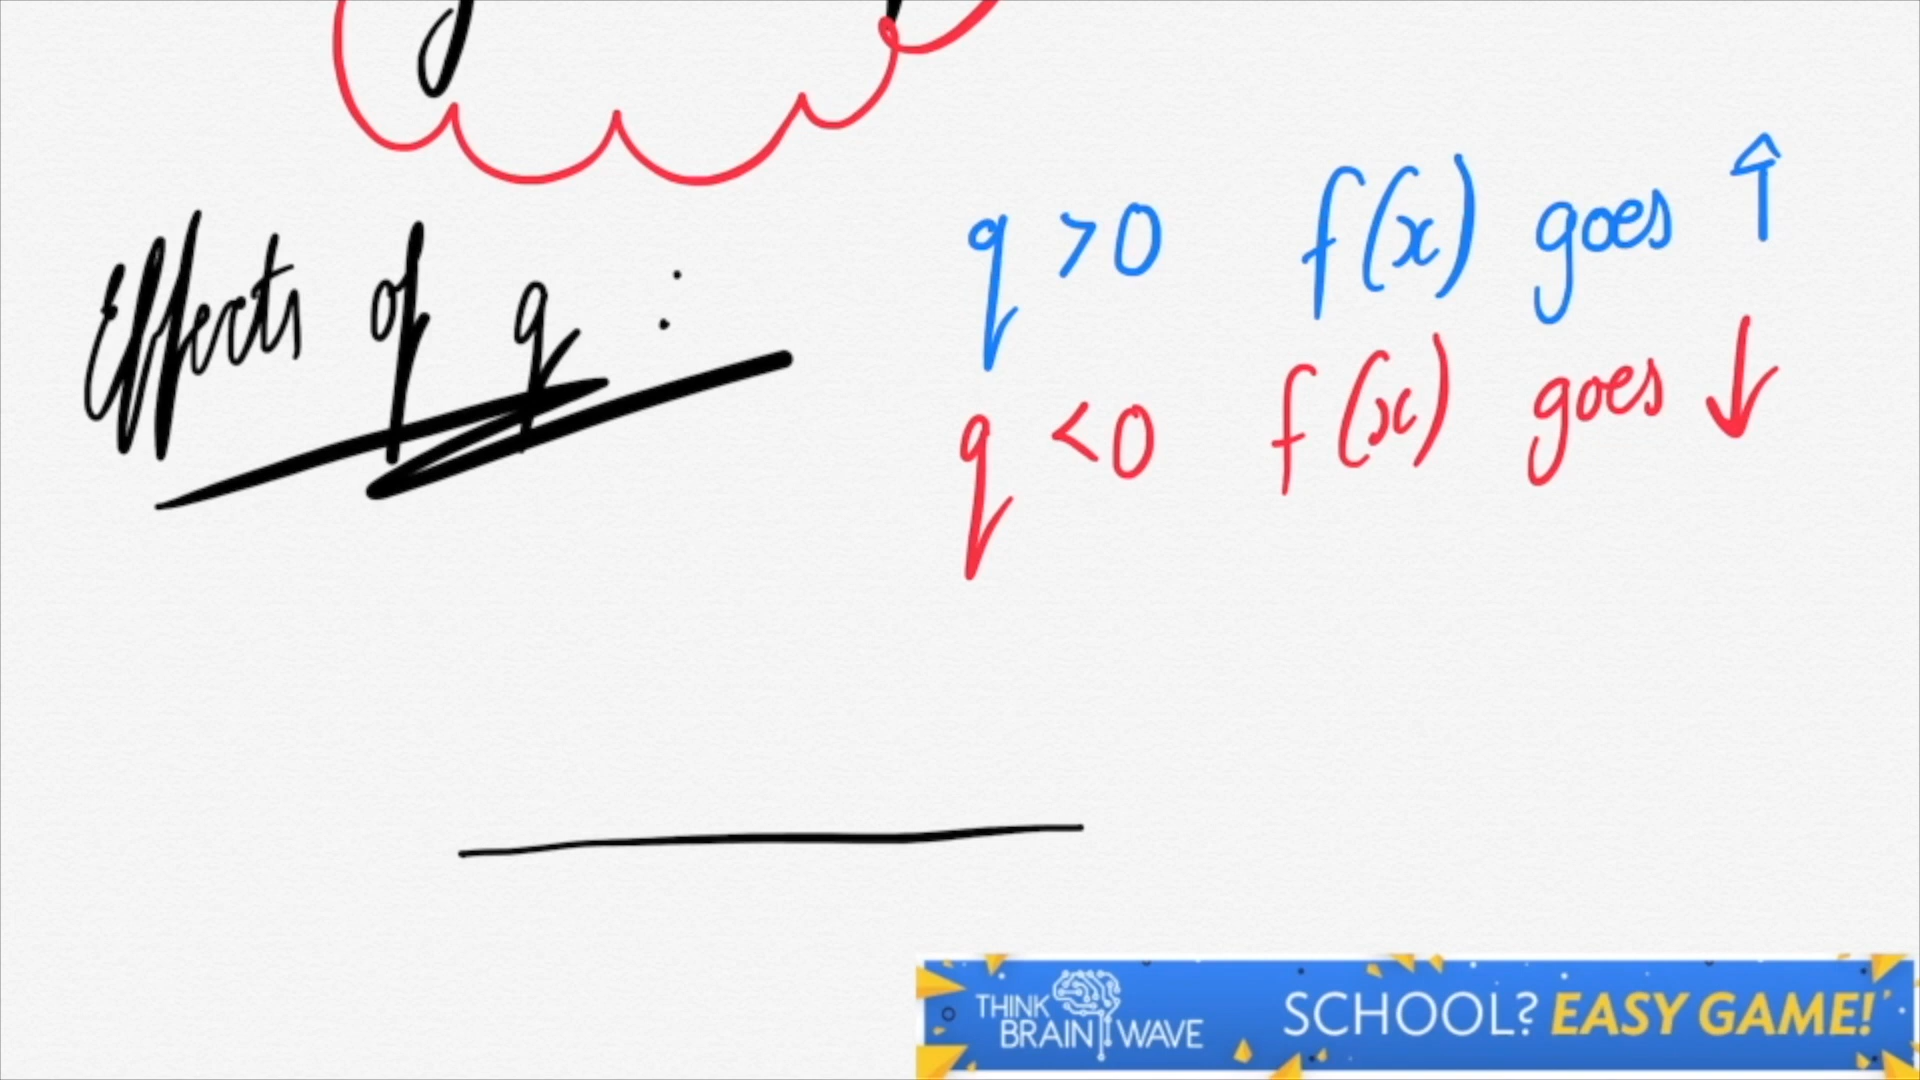 Effects of q :
q >0 f(x) goes ↑
q <0 f(x) goes ↓
THINK
BRAIN WAVE
SCHOOL? EASY GAME!